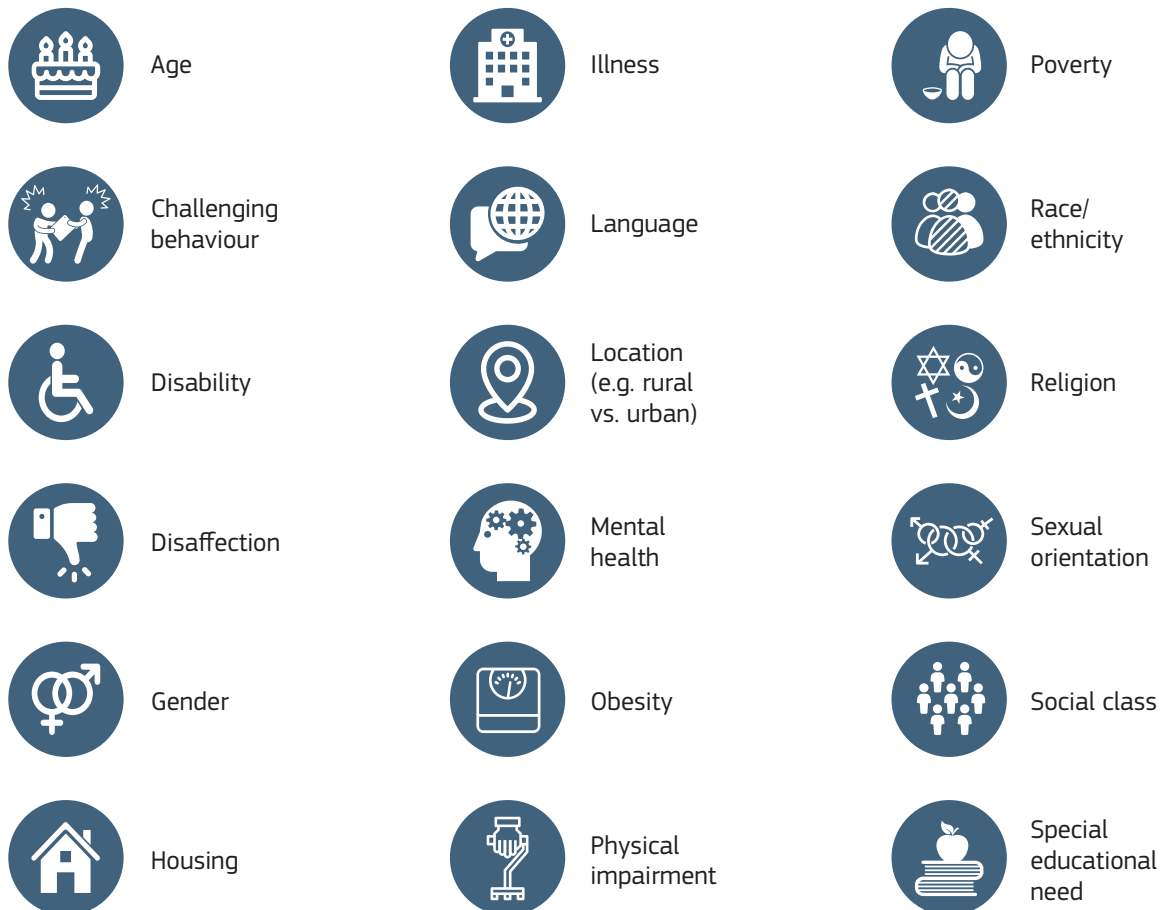 Age
Challenging
behaviour
Disability
Disaffection
Gender
Housing
Illness
Language
Location
(e.g. rural
vs. urban)
Mental
health
Obesity
Physical
impairment
Poverty
Race/
ethnicity
Religion
Sexual
orientation
Social class
Special
educational
need